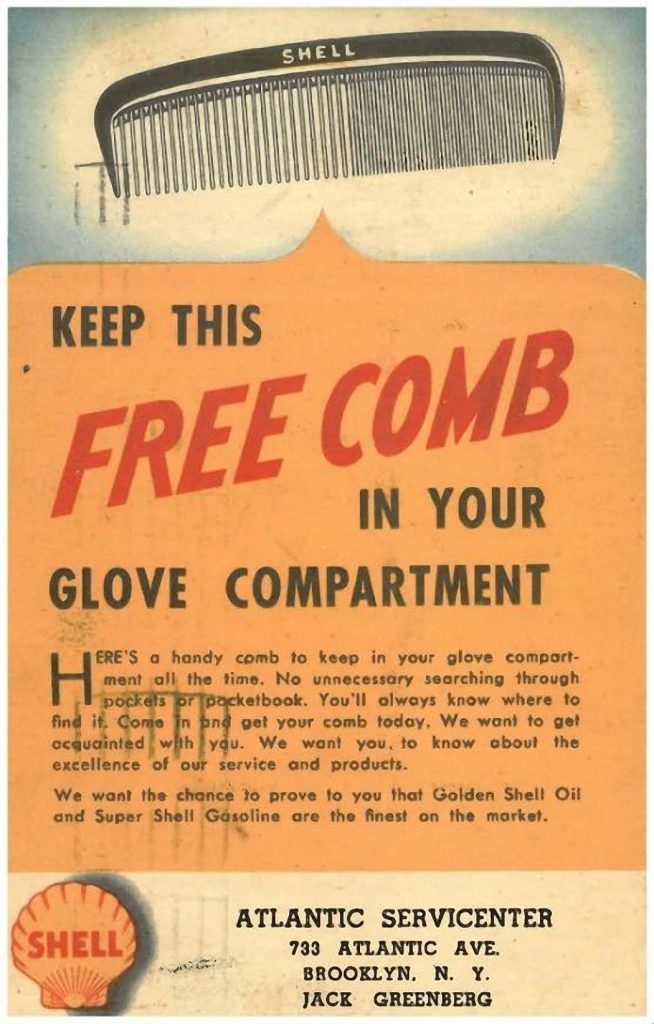 SHELL
KEEP THIS
FREE COMB
IN YOUR
GLOVE COMPARTMENT
HERE'S a handy comb to keep in your glove compart-
ment all the time. No unnecessary searching through
pockets or pocketbook. You'll always know where to
find it. Come in and get your comb today. We want to get
acquainted with you. We want you, to know about the
excellence of our service and products.
We want the chance to prove to you that Golden Shell Oil
and Super Shell Gasoline are the finest on the market.
SHELL
ATLANTIC SERVICENTER
733 ATLANTIC AVE.
BROOKLYN, N. Y.
JACK GREENBERG